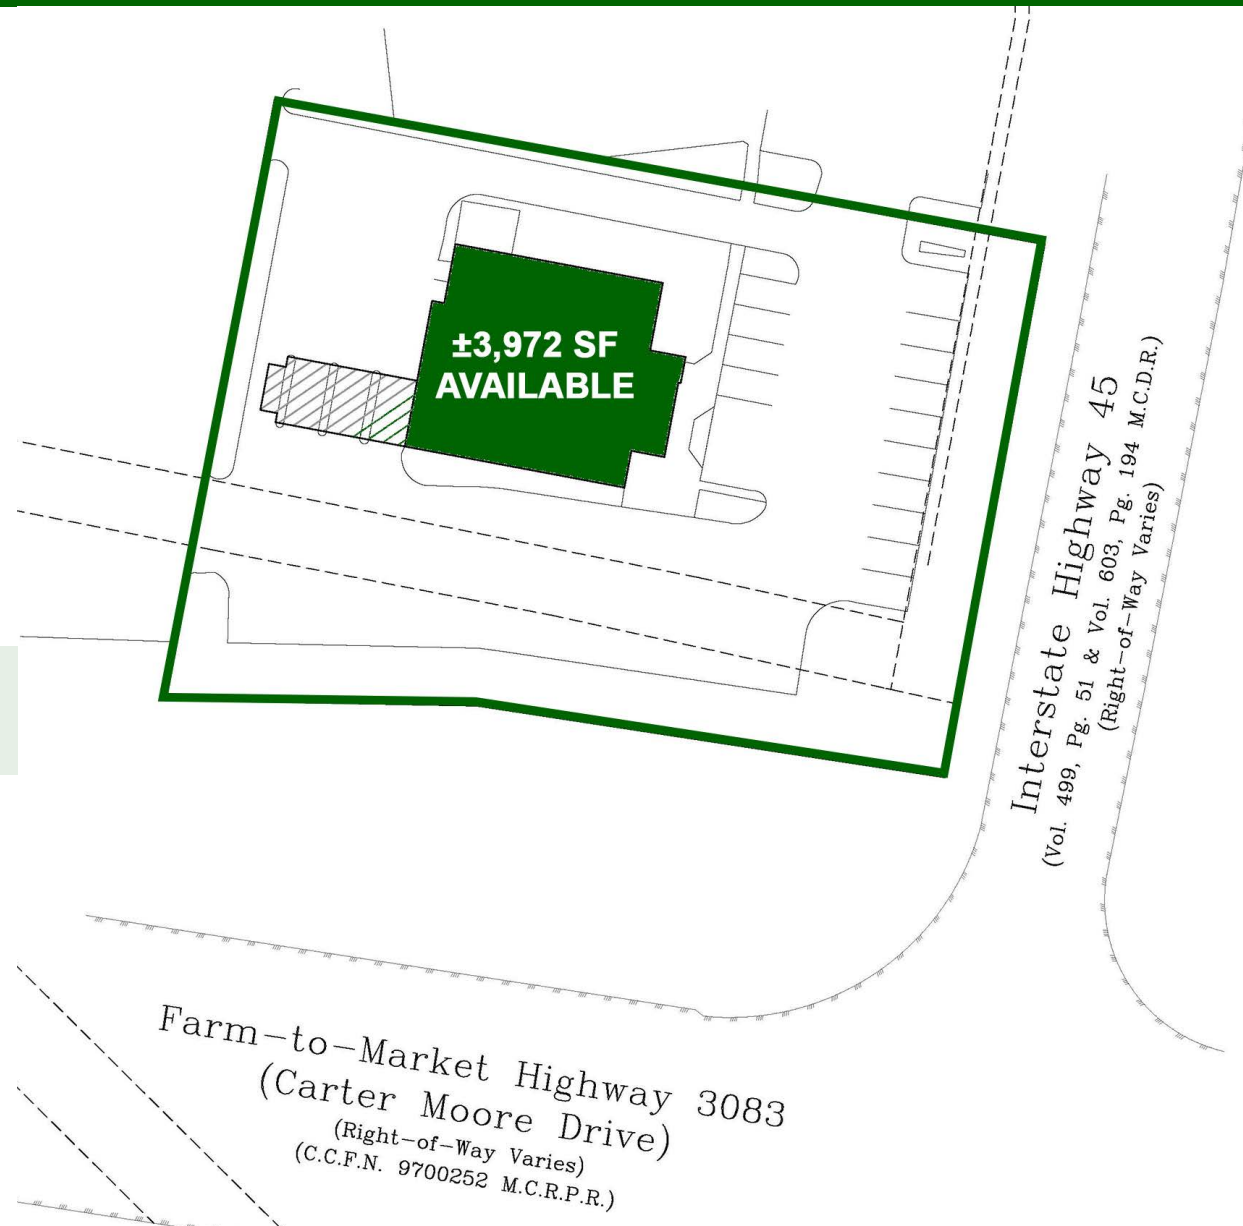 ±3,972 SF
AVAILABLE
Interstate Highway 45
(Vol. 499, Pg. 51 & Vol. 603, Pg. 194 M.C.D.R.)
(Right-of-Way Varies)
Farm-to-Market Highway 3083
(Carter Moore Drive)
(Right-of-Way Varies)
(C.C.F.N. 9700252 M.C.R.P.R.)